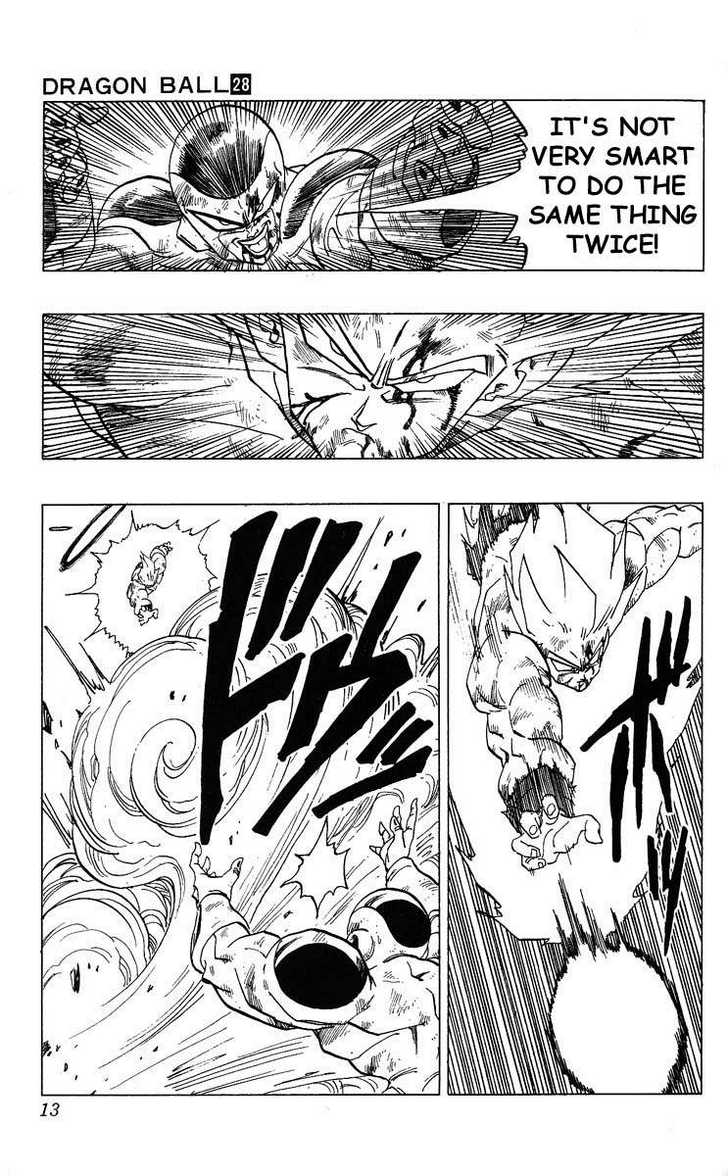 DRAGON BALL 28
IT'S NOT
VERY SMART
TO DO THE
SAME THING
TWICE!
ボッ
ドウッ
13